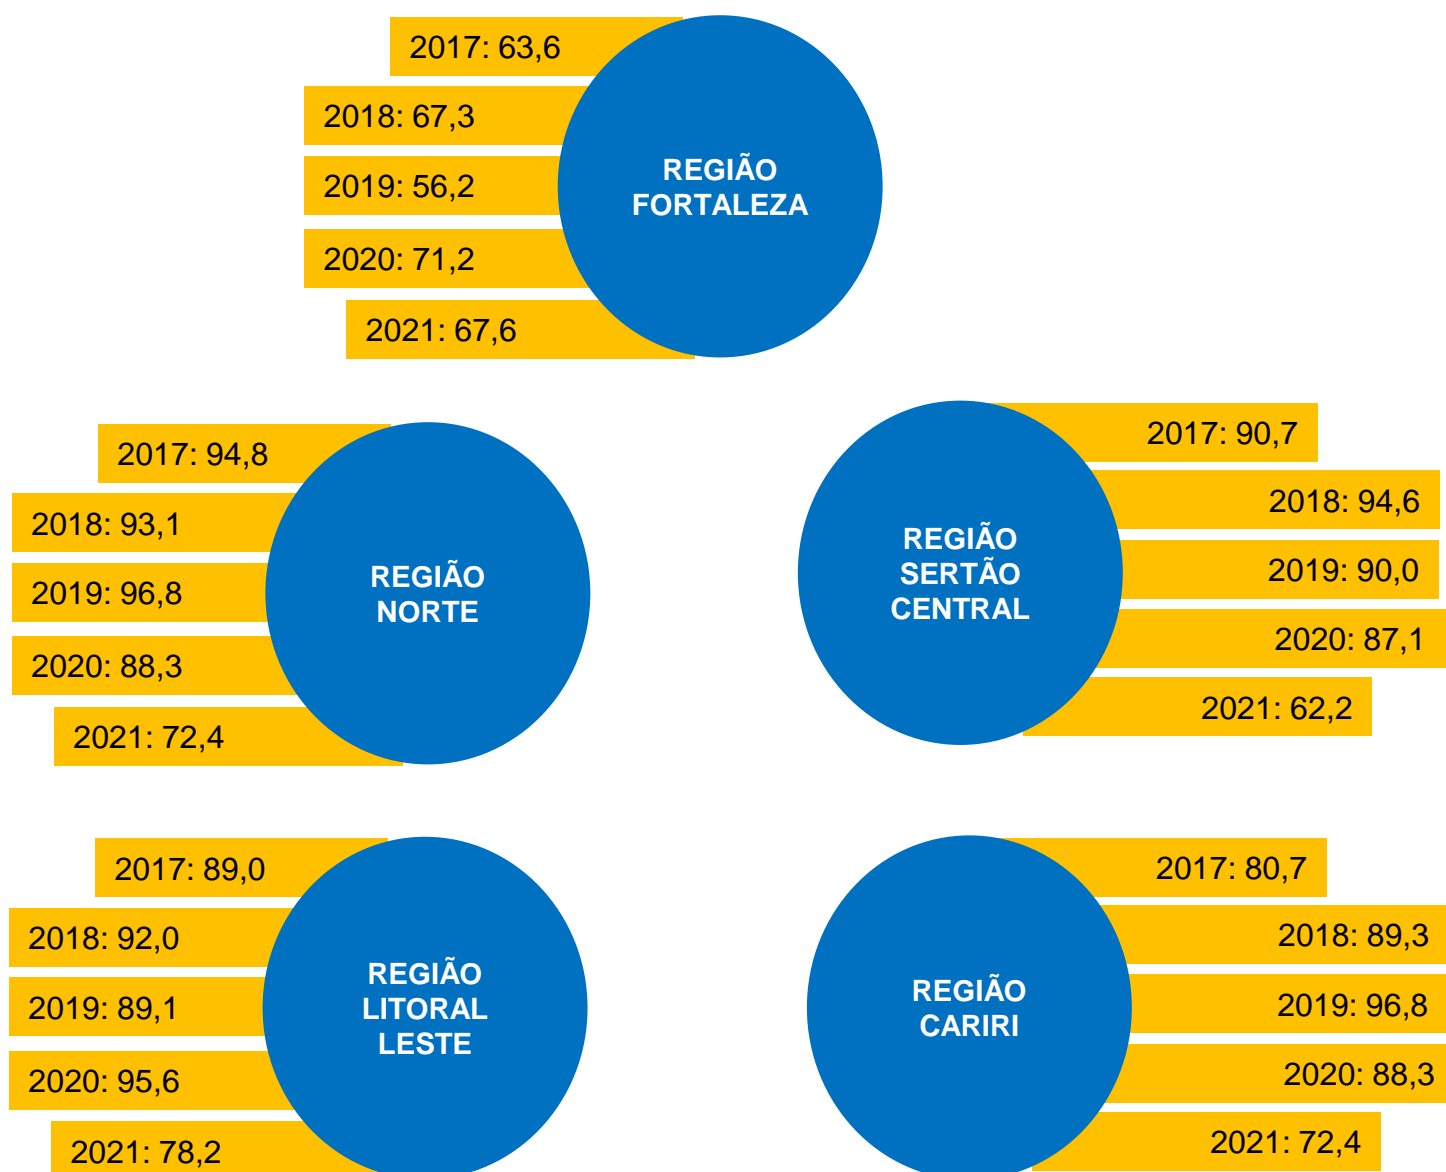 2017: 63,6
2018: 67,3
2019: 56,2
2020: 71,2
2021: 67,6
REGIÃO
FORTALEZA
2017: 94,8
2018: 93,1
2019: 96,8
2020: 88,3
2021: 72,4
REGIÃO
NORTE
REGIÃO
SERTÃO
CENTRAL
2017: 90,7
2018: 94,6
2019: 90,0
2020: 87,1
2021: 62,2
2017: 89,0
2018: 92,0
2019: 89,1
2020: 95,6
2021: 78,2
REGIÃO
LITORAL
LESTE
REGIÃO
CARIRI
2017: 80,7
2018: 89,3
2019: 96,8
2020: 88,3
2021: 72,4